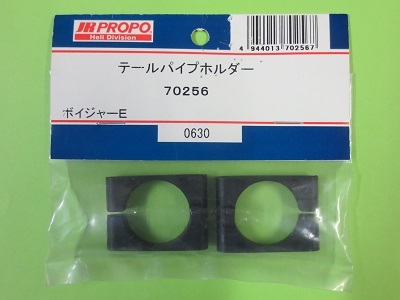 JR PROPO
Heli Division
4 944013 702567
テールパイプホルダー
70256
ボイジャーE
0630